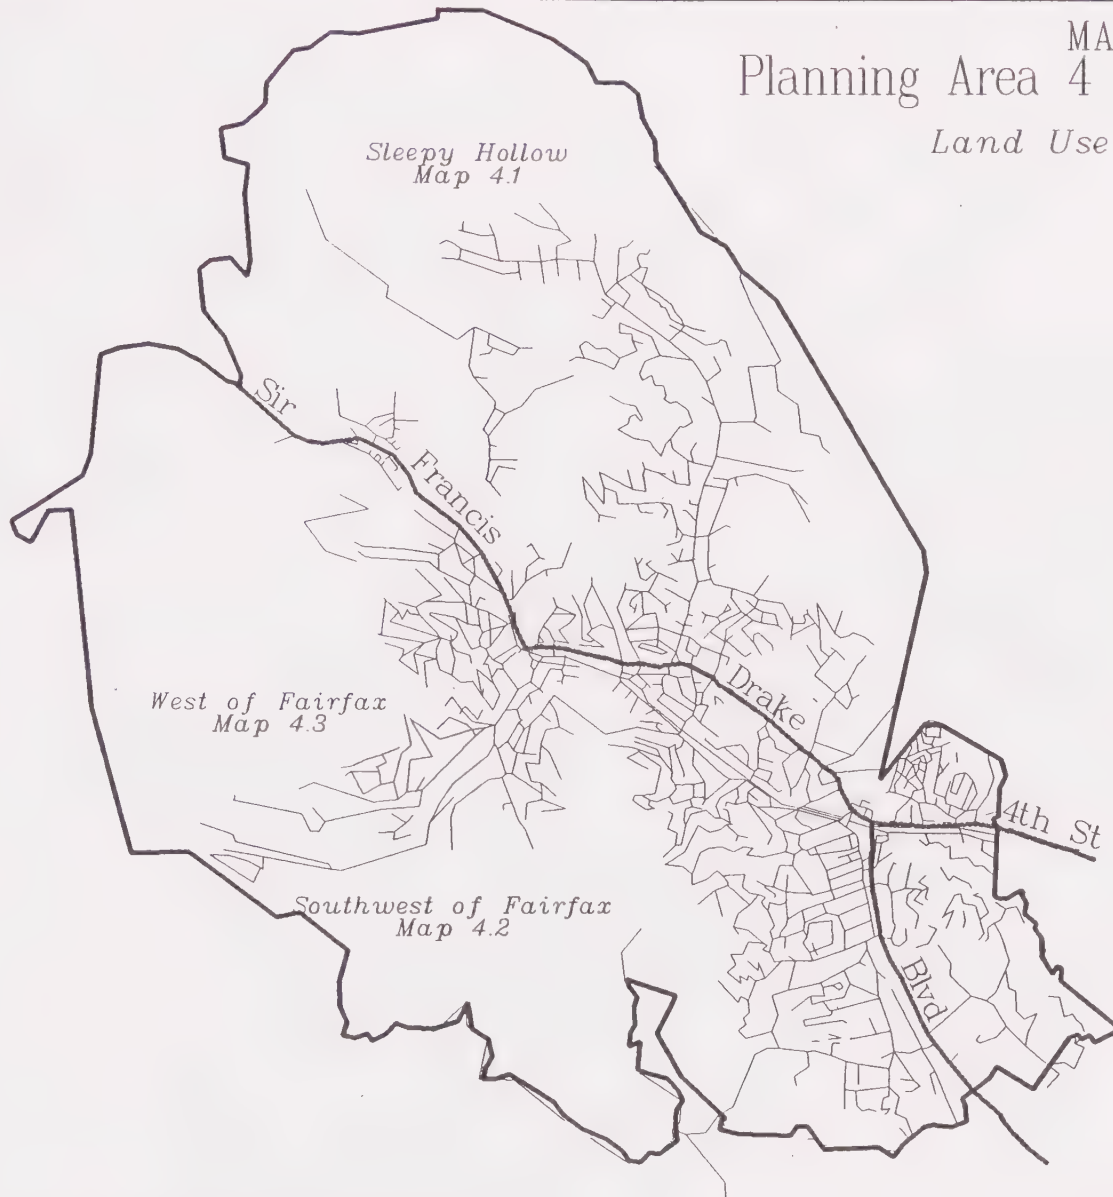 MA
Planning Area 4
Land Use
Sleepy Hollow
Map 4.1
Sir
Francis
West of Fairfax
Map 4.3
Drake
4th St
Southwest of Fairfax
Map 4.2
Blvd